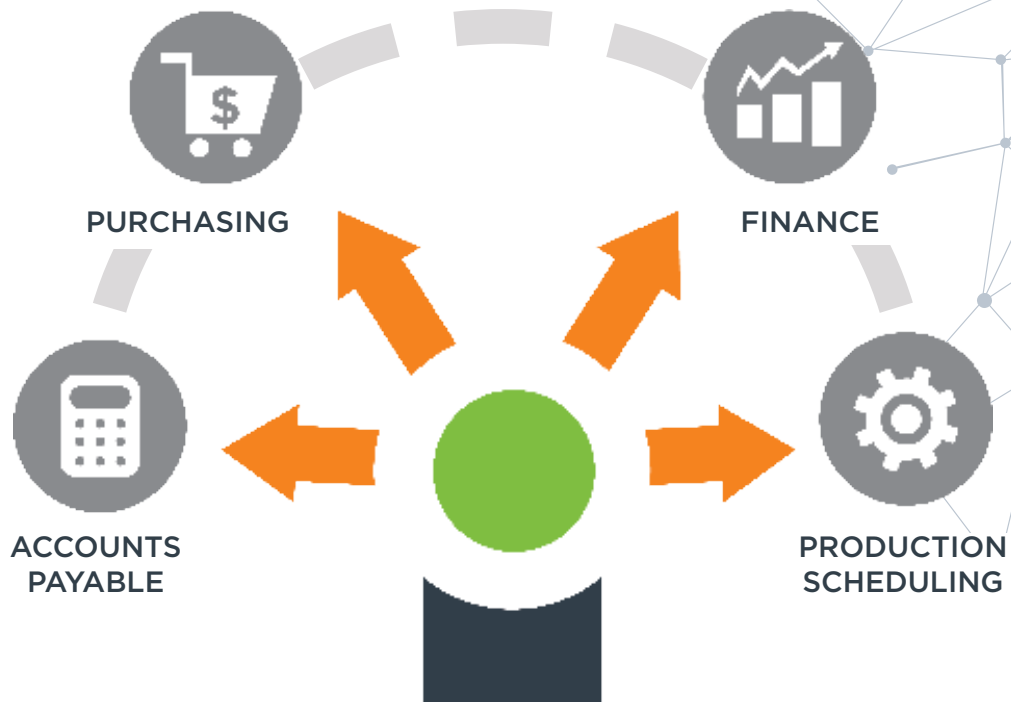 $
PURCHASING
FINANCE
ACCOUNTS
PAYABLE
PRODUCTION
SCHEDULING